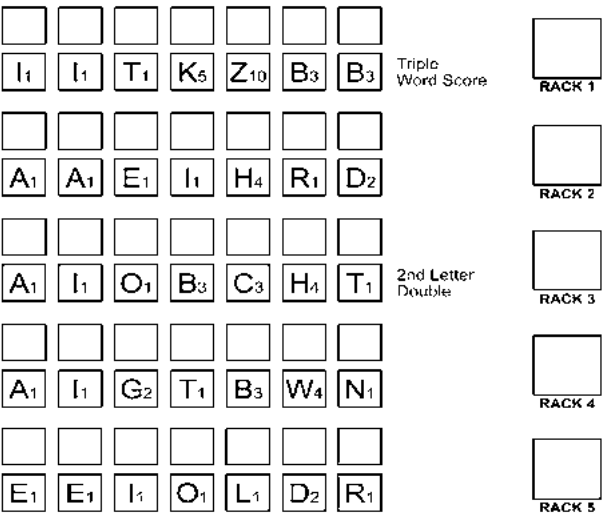 I1 I1 T1 K5 Z10 B3 B3
Triple
Word Score
RACK 1
A1 A1 E1 I1 H4 R1 D2
RACK 2
A1 I1 O1 B3 C3 H4 T1
2nd Letter
Double
RACK 3
A1 I1 G2 T1 B3 W4 N1
RACK 4
E1 E1 I1 O1 L1 D2 R1
RACK 5